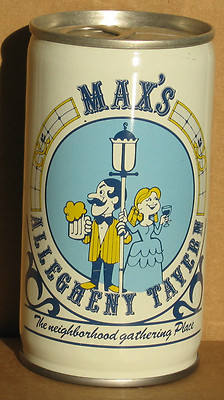 MAX'S
ALLEGHENY TAVERN
The neighborhood gathering Place